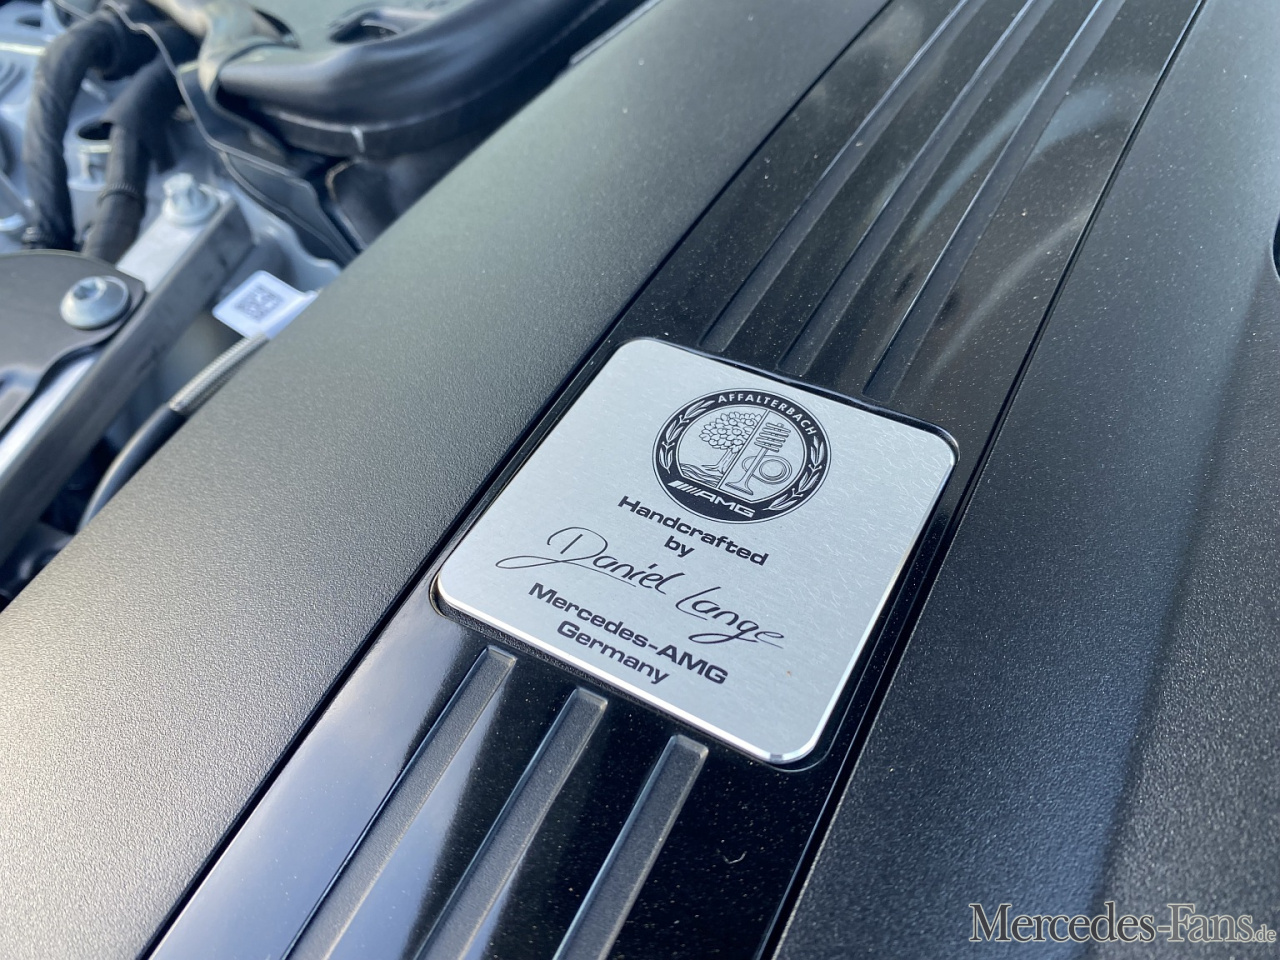 AFFALTERBACH
AMG
Handcrafted
by
Daniel Lange
Mercedes-AMG
Germany
Mercedes-Fans.de